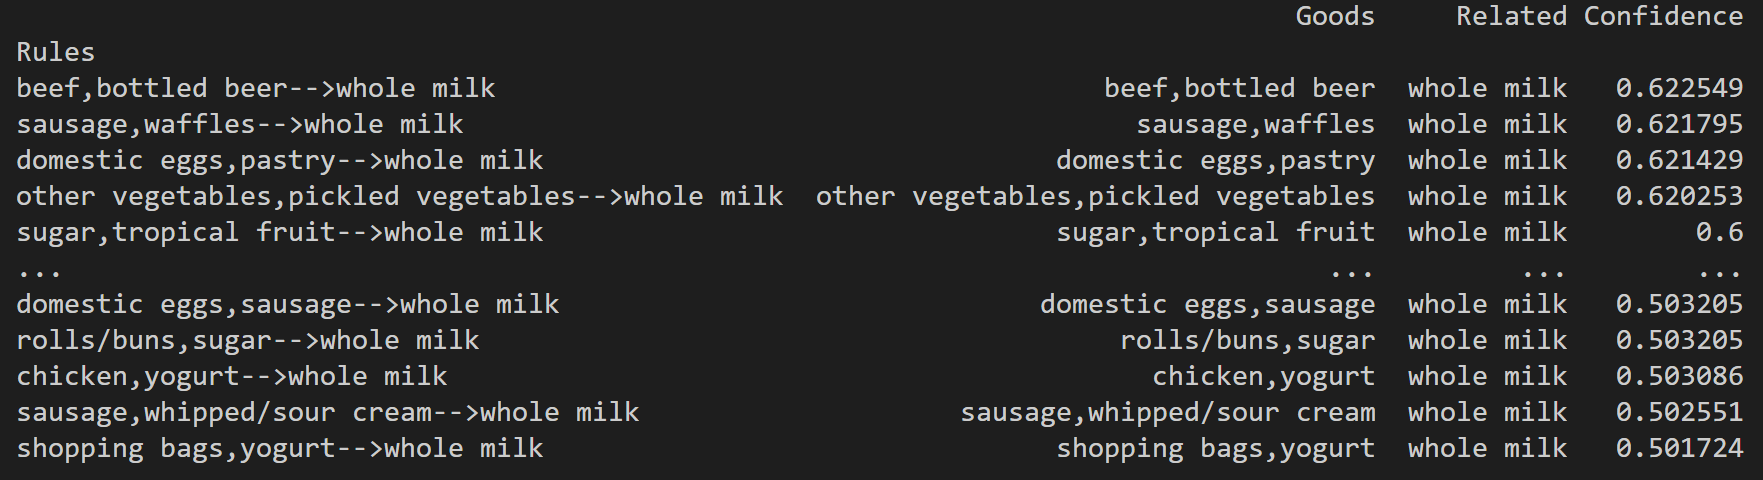 Goods Related Confidence
Rules
beef,bottled beer-->whole milk beef,bottled beer whole milk 0.622549
sausage,waffles-->whole milk sausage,waffles whole milk 0.621795
domestic eggs,pastry-->whole milk domestic eggs,pastry whole milk 0.621429
other vegetables,pickled vegetables-->whole milk other vegetables,pickled vegetables whole milk 0.620253
sugar,tropical fruit-->whole milk sugar,tropical fruit whole milk 0.6
... ... ... ...
domestic eggs,sausage-->whole milk domestic eggs,sausage whole milk 0.503205
rolls/buns,sugar-->whole milk rolls/buns,sugar whole milk 0.503205
chicken,yogurt-->whole milk chicken,yogurt whole milk 0.503086
sausage,whipped/sour cream-->whole milk sausage,whipped/sour cream whole milk 0.502551
shopping bags,yogurt-->whole milk shopping bags,yogurt whole milk 0.501724